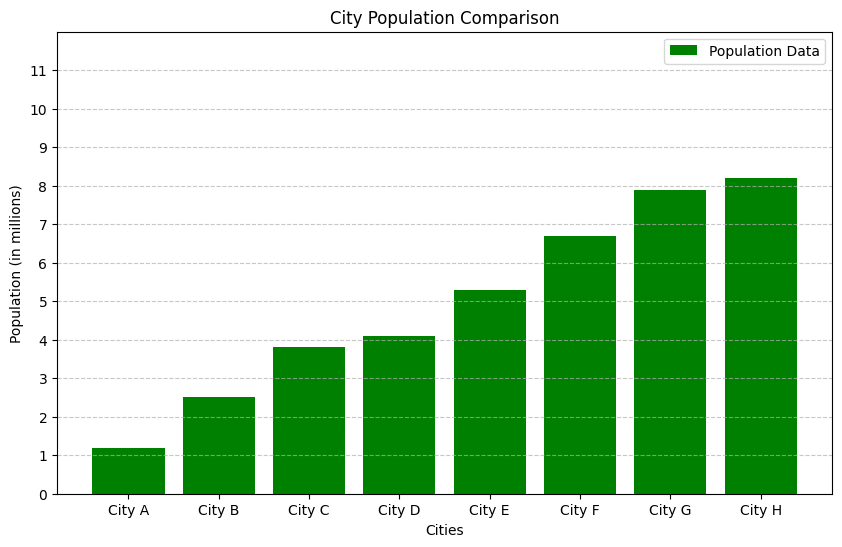 City Population Comparison
Population Data
Population (in millions)
11
10
9
8
7
6
5
4
3
2
1
0
City A City B City C City D City E City F City G City H
Cities